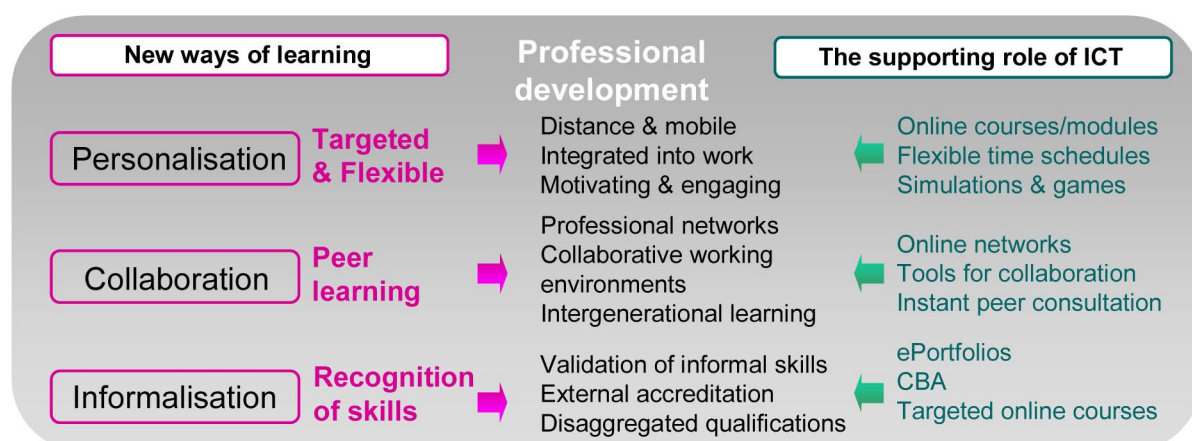 New ways of learning
Professional
development
The supporting role of ICT
Personalisation
Targeted
& Flexible
Distance & mobile
Integrated into work
Motivating & engaging
Online courses/modules
Flexible time schedules
Simulations & games
Collaboration
Peer
learning
Professional networks
Collaborative working
environments
Intergenerational learning
Online networks
Tools for collaboration
Instant peer consultation
Informalisation
Recognition
of skills
Validation of informal skills
External accreditation
Disaggregated qualifications
ePortfolios
CBA
Targeted online courses